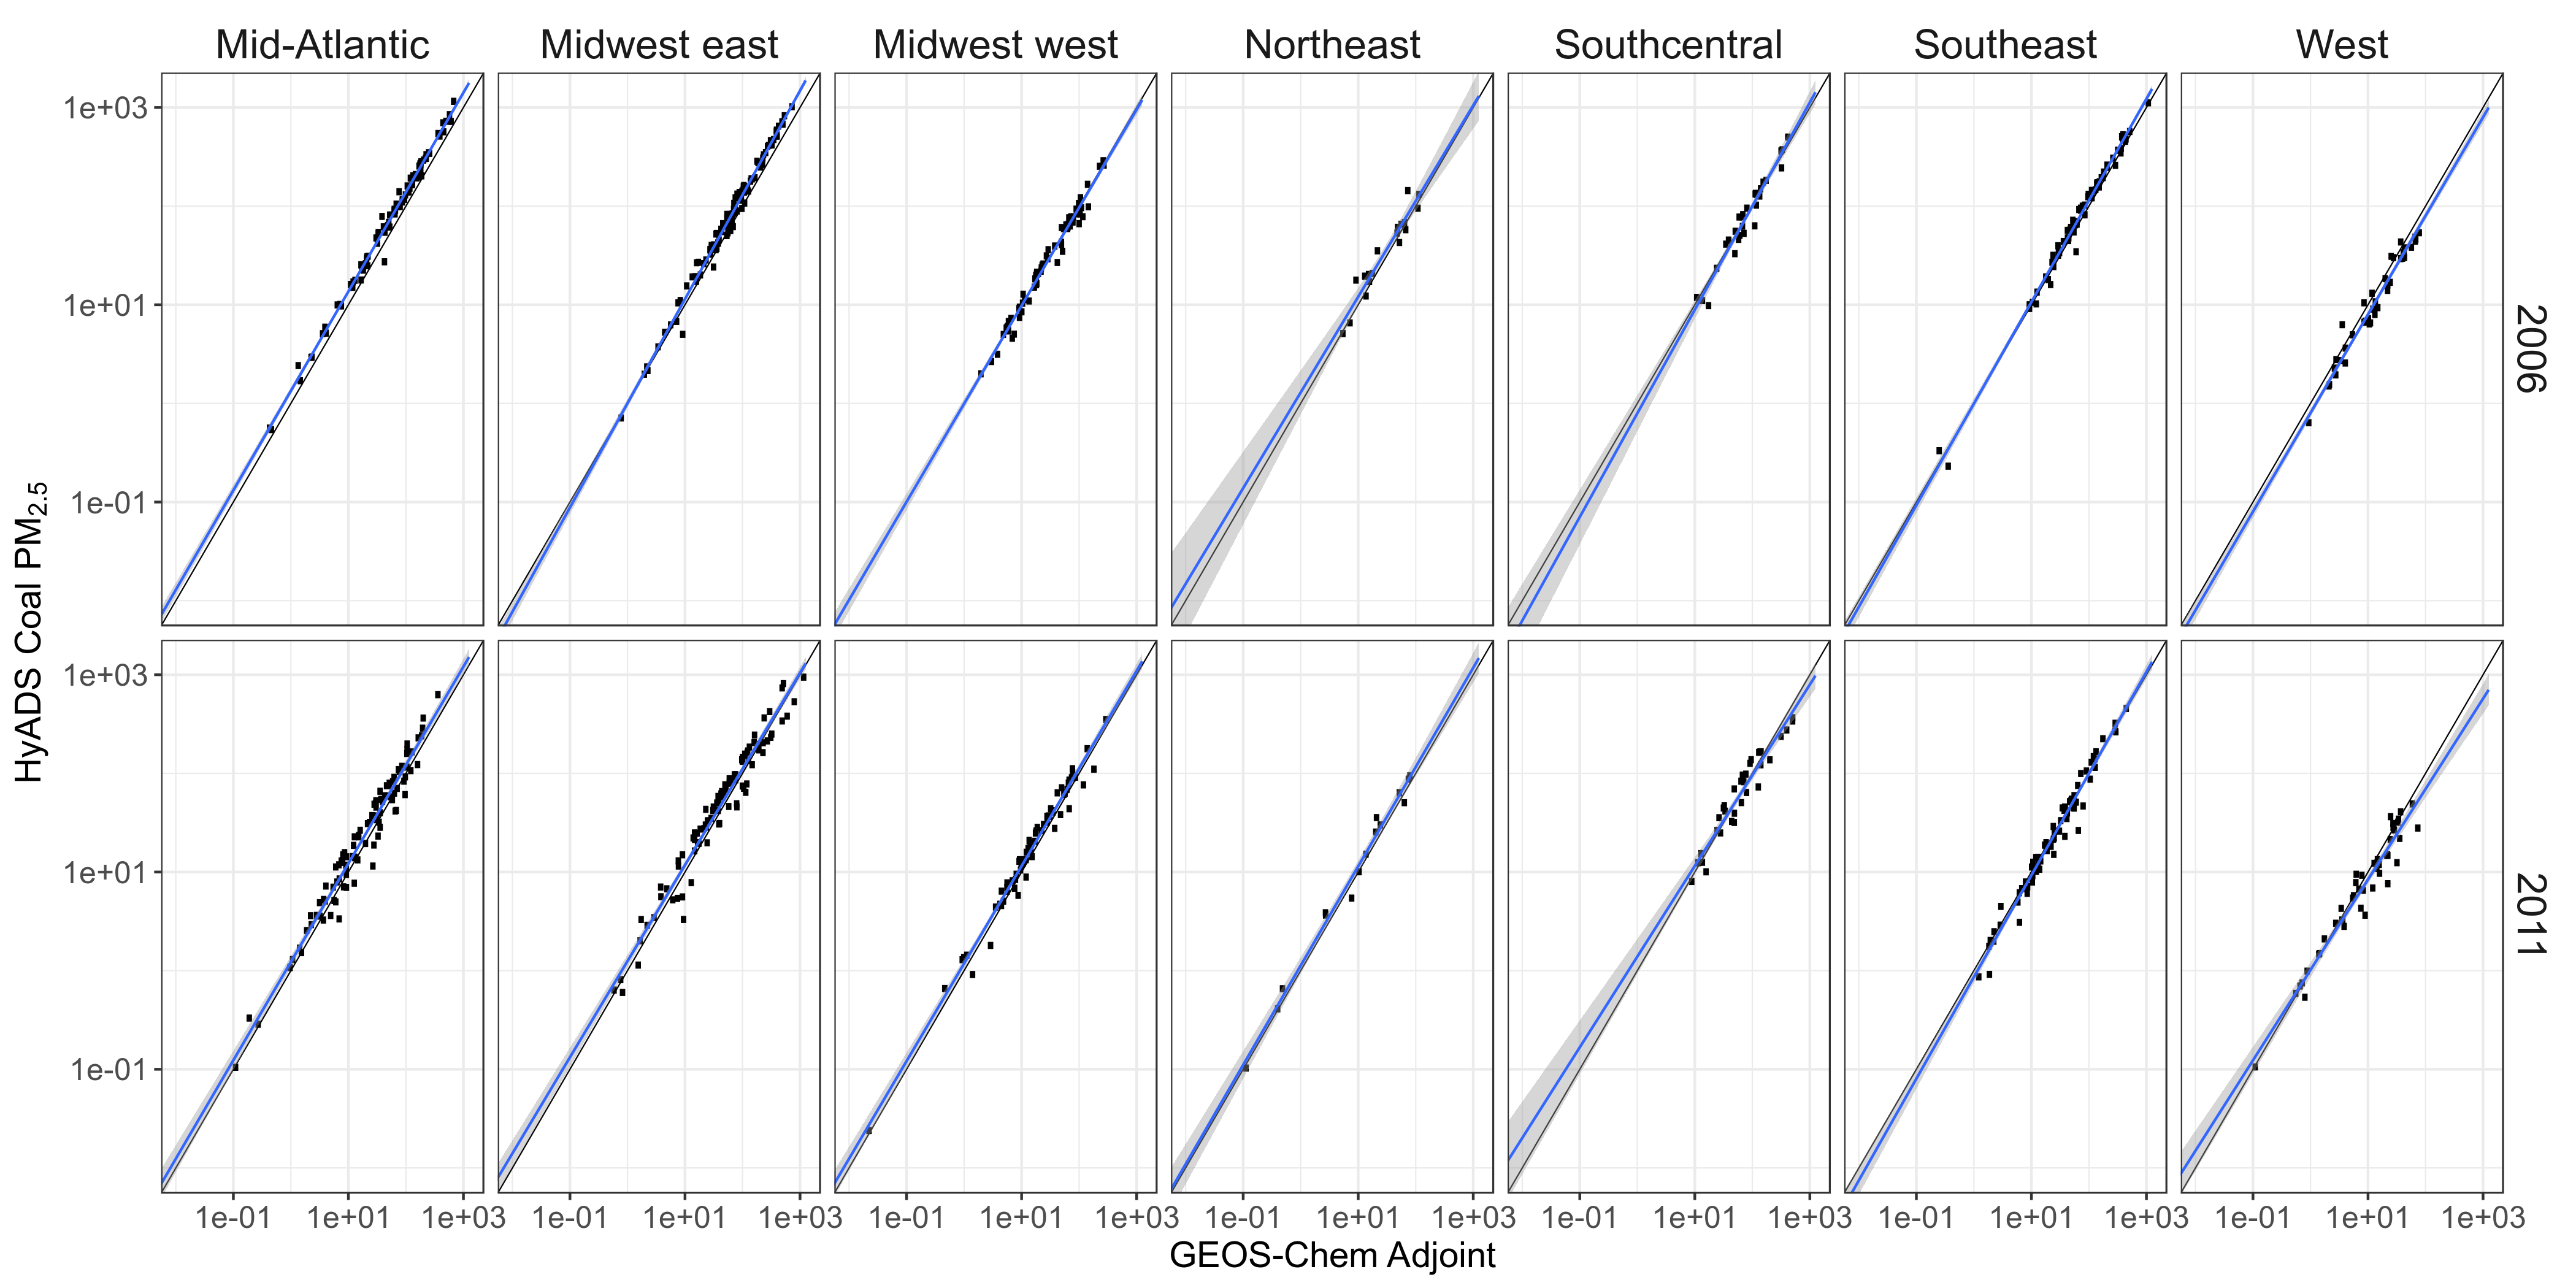 Mid-Atlantic Midwest east Midwest west Northeast Southcentral Southeast West
1e+03
1e+01
1e-01
2006
1e+03
1e+01
1e-01
2011
HyADS Coal PM2.5
1e-01 1e+01 1e+03 1e-01 1e+01 1e+03 1e-01 1e+01 1e+03 1e-01 1e+01 1e+03 1e-01 1e+01 1e+03 1e-01 1e+01 1e+03 1e-01 1e+01 1e+03
GEOS-Chem Adjoint